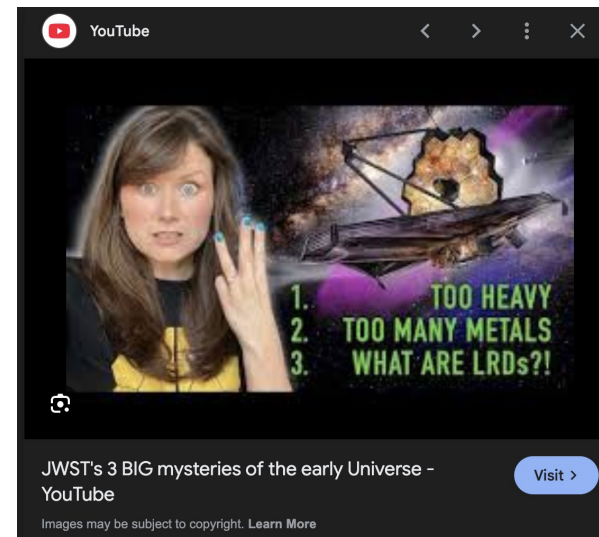 YouTube
1. TOO HEAVY
2. TOO MANY METALS
3. WHAT ARE LRDs?!
JWST's 3 BIG mysteries of the early Universe -
YouTube
Visit >
Images may be subject to copyright. Learn More